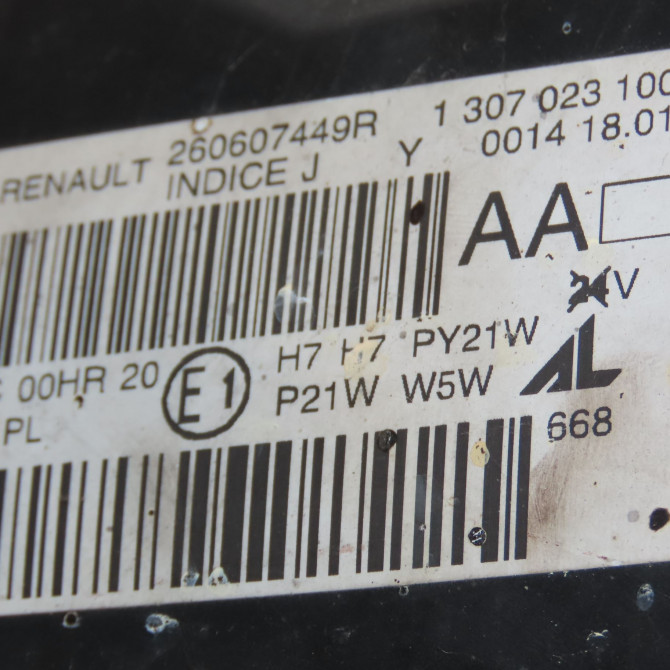 RENAULT 260607449R 1 307 023 100
INDICE J Y 0014 18.01
AA
24V
00HR 20 E1 H7 H7 PY21W
PL P21W W5W AL
668